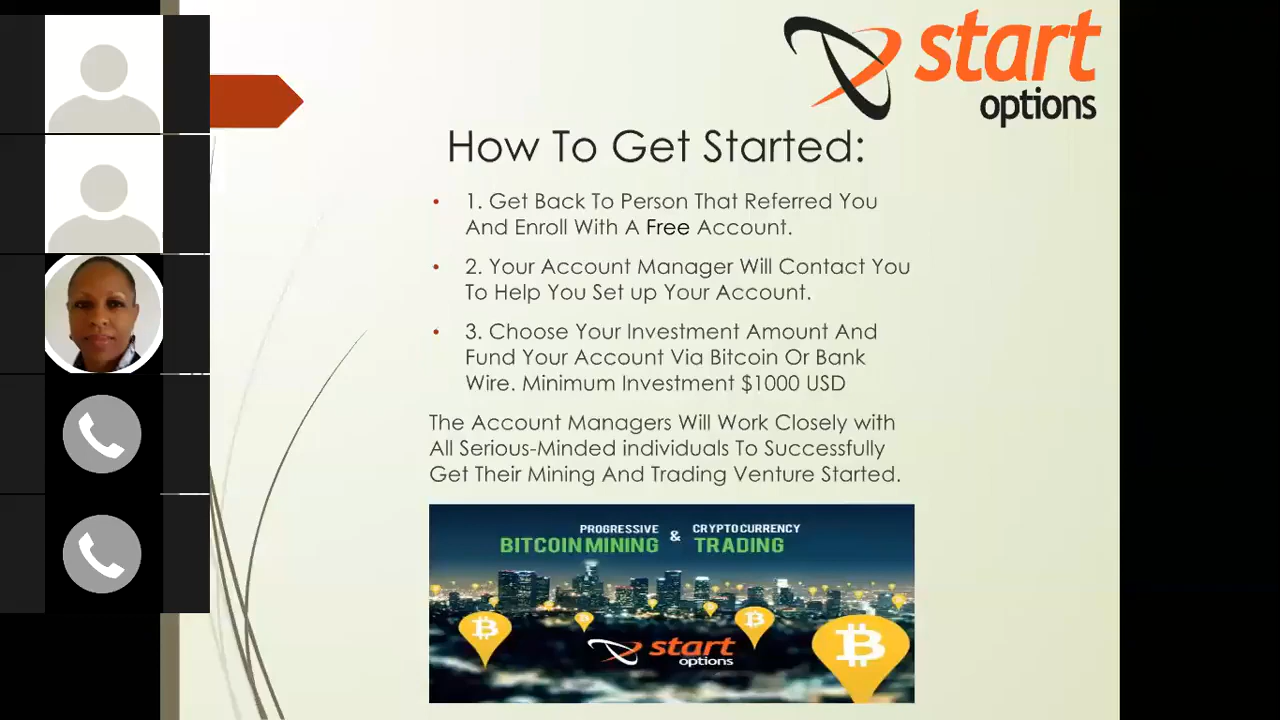 start
options
How To Get Started:
• 1. Get Back To Person That Referred You
And Enroll With A Free Account.
• 2. Your Account Manager Will Contact You
To Help You Set up Your Account.
• 3. Choose Your Investment Amount And
Fund Your Account Via Bitcoin Or Bank
Wire. Minimum Investment $1000 USD
The Account Managers Will Work Closely with
All Serious-Minded individuals To Successfully
Get Their Mining And Trading Venture Started.
PROGRESSIVE & CRYPTOCURRENCY
BITCOIN MINING TRADING
start
options